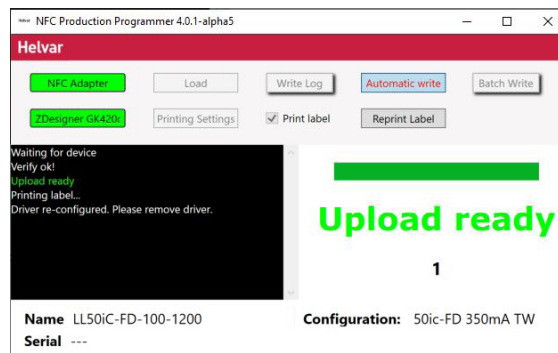 Helvar NFC Production Programmer 4.0.1-alpha5
Helvar
NFC Adapter Load Write Log Automatic write Batch Write
ZDesigner GK420c Printing Settings Print label Reprint Label
Waiting for device
Verify ok!
Upload ready
Printing label...
Driver re-configured. Please remove driver.
Upload ready
1
Name LL50iC-FD-100-1200
Configuration: 50ic-FD 350mA TW
Serial ---